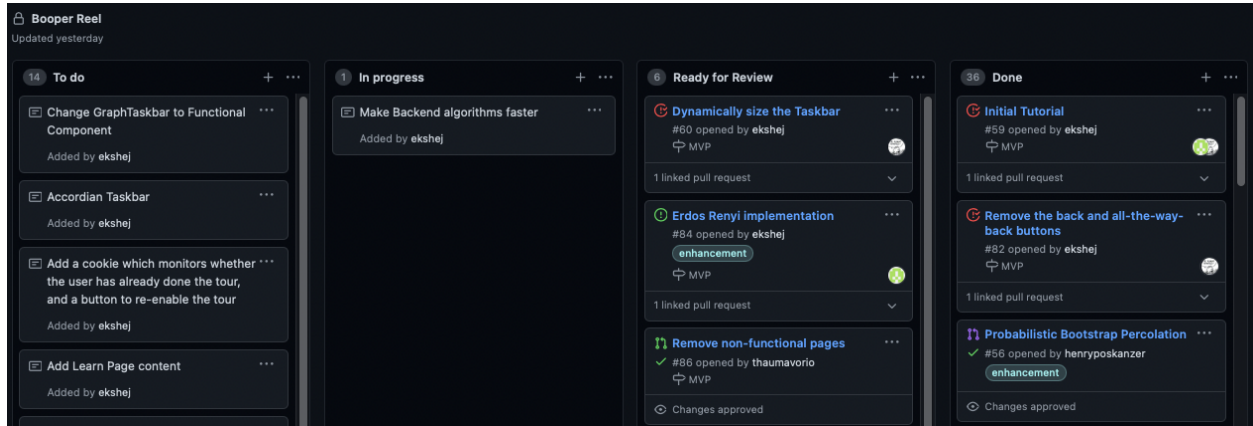 Booper Reel
Updated yesterday
14 To do
Change GraphTaskbar to Functional
Component
Added by ekshej
Accordian Taskbar
Added by ekshej
Add a cookie which monitors whether
the user has already done the tour,
and a button to re-enable the tour
Added by ekshej
Add Learn Page content
Added by ekshej
1 In progress
Make Backend algorithms faster
Added by ekshej
6 Ready for Review
Dynamically size the Taskbar
#60 opened by ekshej
MVP
1 linked pull request
Erdos Renyi implementation
#84 opened by ekshej
enhancement
MVP
1 linked pull request
Remove non-functional pages
#86 opened by thaumavorio
MVP
Changes approved
36 Done
Initial Tutorial
#59 opened by ekshej
MVP
1 linked pull request
Remove the back and all-the-way-
back buttons
#82 opened by ekshej
MVP
1 linked pull request
Probabilistic Bootstrap Percolation
#56 opened by henryposkanzer
enhancement
Changes approved